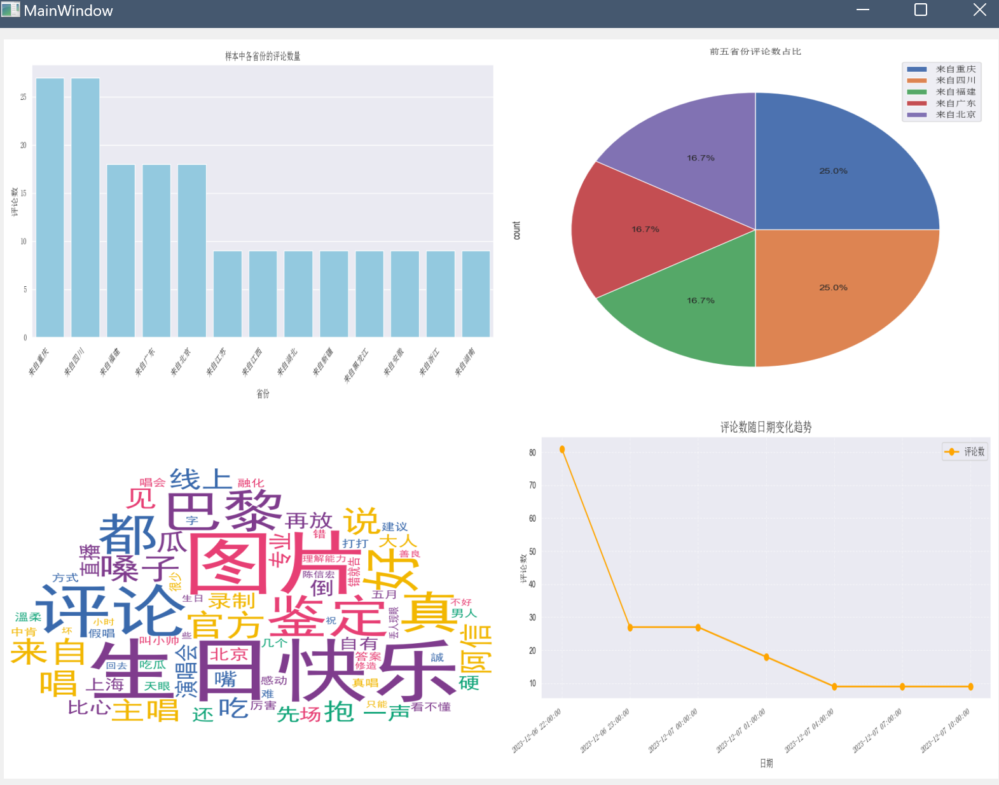 MainWindow
样本中各省份的评论数量
评论数
25
20
15
10
5
0
来自重庆
来自四川
来自福建
来自广东
来自北京
来自江苏
来自江西
来自湖北
来自新疆
来自黑龙江
来自安徽
来自浙江
来自湖南
省份
前五省份评论数占比
来自重庆
来自四川
来自福建
来自广东
来自北京
count
16.7%
25.0%
16.7%
25.0%
16.7%
唱会
线上
融化
见
巴黎
字
再放
说
建议
都
瓜
错
专业
打打
大人
直播
嗓子
图片
理解能力
错就告
好
善良
方式
很少
陈信宏
倒
评论
生日
录制
五月
鉴定
真
不好
男人
温柔
小时
官方
祝
丢人现眼
中肯
坏
假唱
叫小帅
些
几个
自有
阿信
来自
生日快乐
北京
答案
修造
誠
回去
吃瓜
演唱会
唱
上海
天眼
嘴
感动
难
真唱
硬
比心
主唱
还
吃
厉害
先场
抱
只能
一声
看不懂
评论数随日期变化趋势
评论数
评论数
80
70
60
50
40
30
20
10
2023-12-06 22:00:00
2023-12-06 23:00:00
2023-12-07 00:00:00
2023-12-07 01:00:00
2023-12-07 04:00:00
2023-12-07 07:00:00
2023-12-07 10:00:00
日期